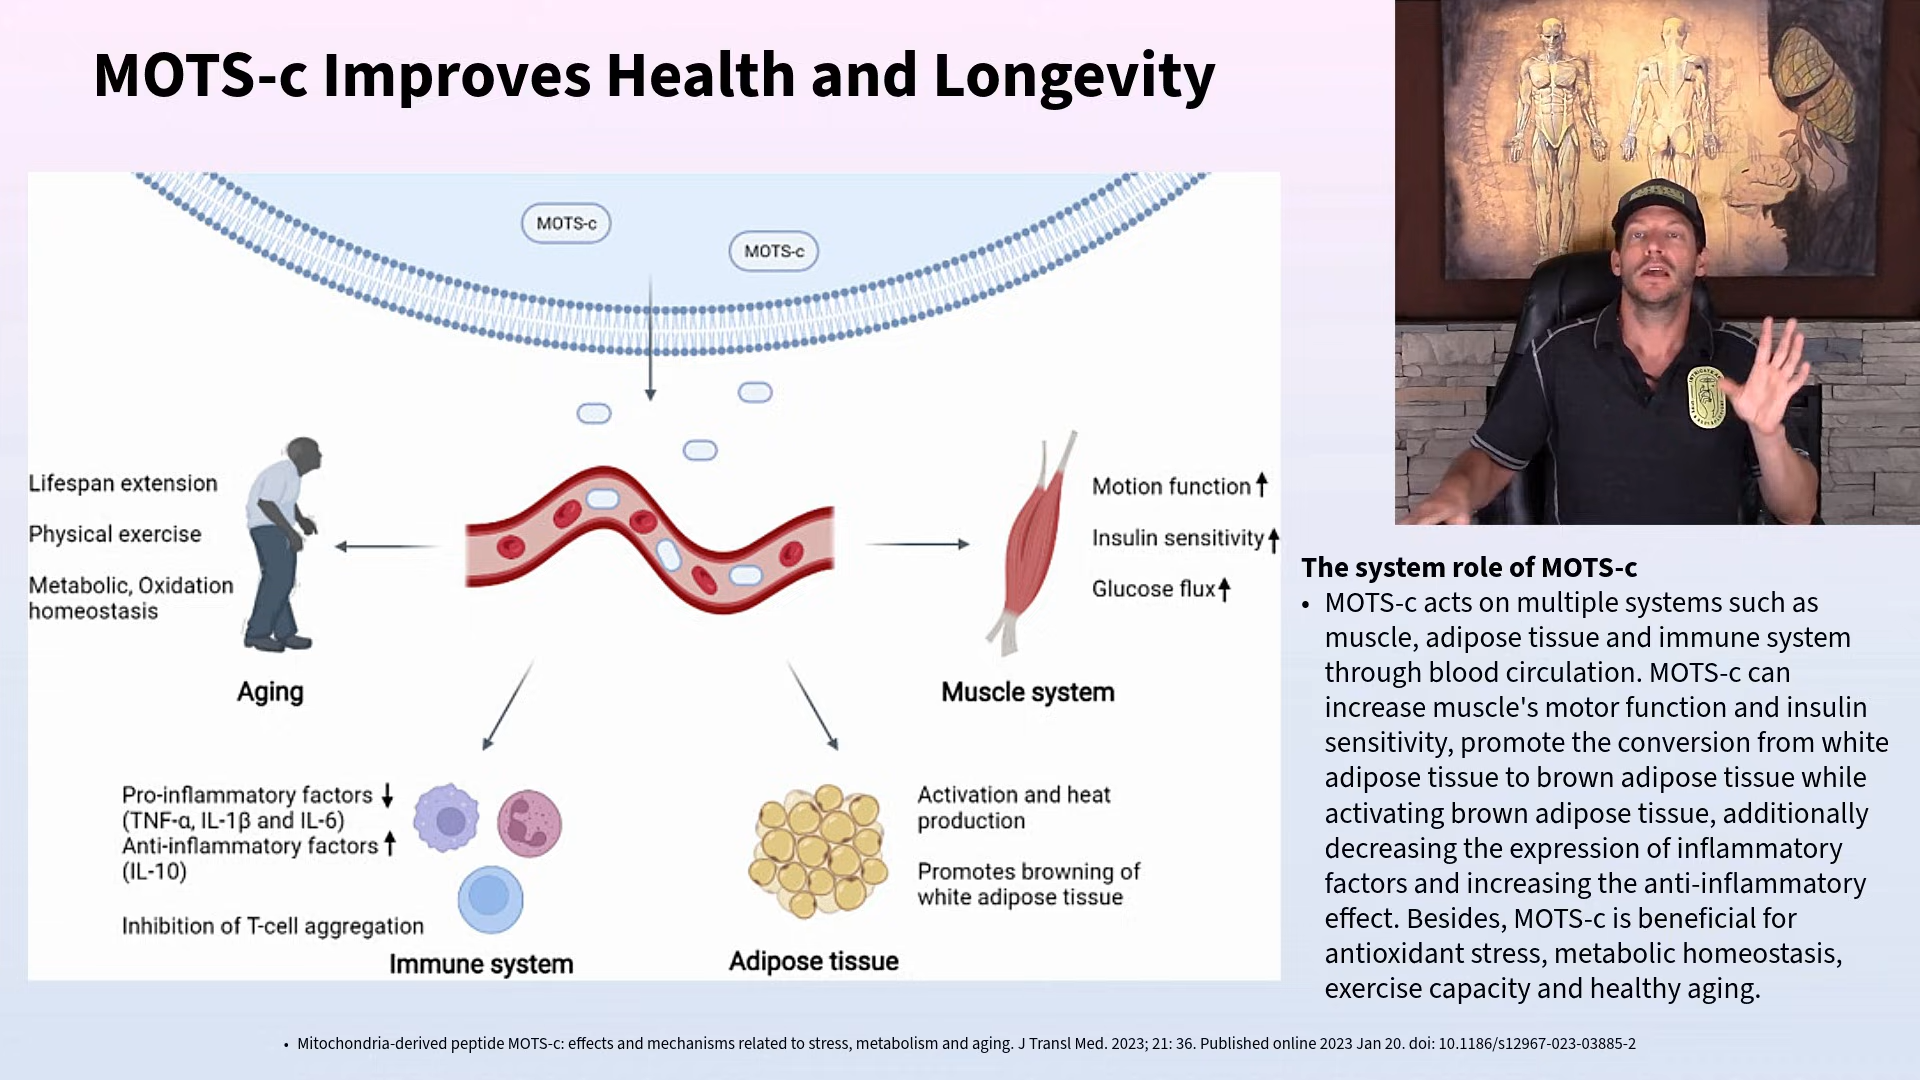 MOTS-c Improves Health and Longevity
MOTS-c
MOTS-c
Lifespan extension
Physical exercise
Metabolic, Oxidation
homeostasis
Aging
Motion function ↑
Insulin sensitivity ↑
Glucose flux ↑
Muscle system
Pro-inflammatory factors ↓
(TNF-α, IL-1β and IL-6)
Anti-inflammatory factors ↑
(IL-10)
Inhibition of T-cell aggregation
Immune system
Activation and heat
production
Promotes browning of
white adipose tissue
Adipose tissue
The system role of MOTS-c
• MOTS-c acts on multiple systems such as
muscle, adipose tissue and immune system
through blood circulation. MOTS-c can
increase muscle's motor function and insulin
sensitivity, promote the conversion from white
adipose tissue to brown adipose tissue while
activating brown adipose tissue, additionally
decreasing the expression of inflammatory
factors and increasing the anti-inflammatory
effect. Besides, MOTS-c is beneficial for
antioxidant stress, metabolic homeostasis,
exercise capacity and healthy aging.
• Mitochondria-derived peptide MOTS-c: effects and mechanisms related to stress, metabolism and aging. J Transl Med. 2023; 21: 36. Published online 2023 Jan 20. doi: 10.1186/s12967-023-03885-2